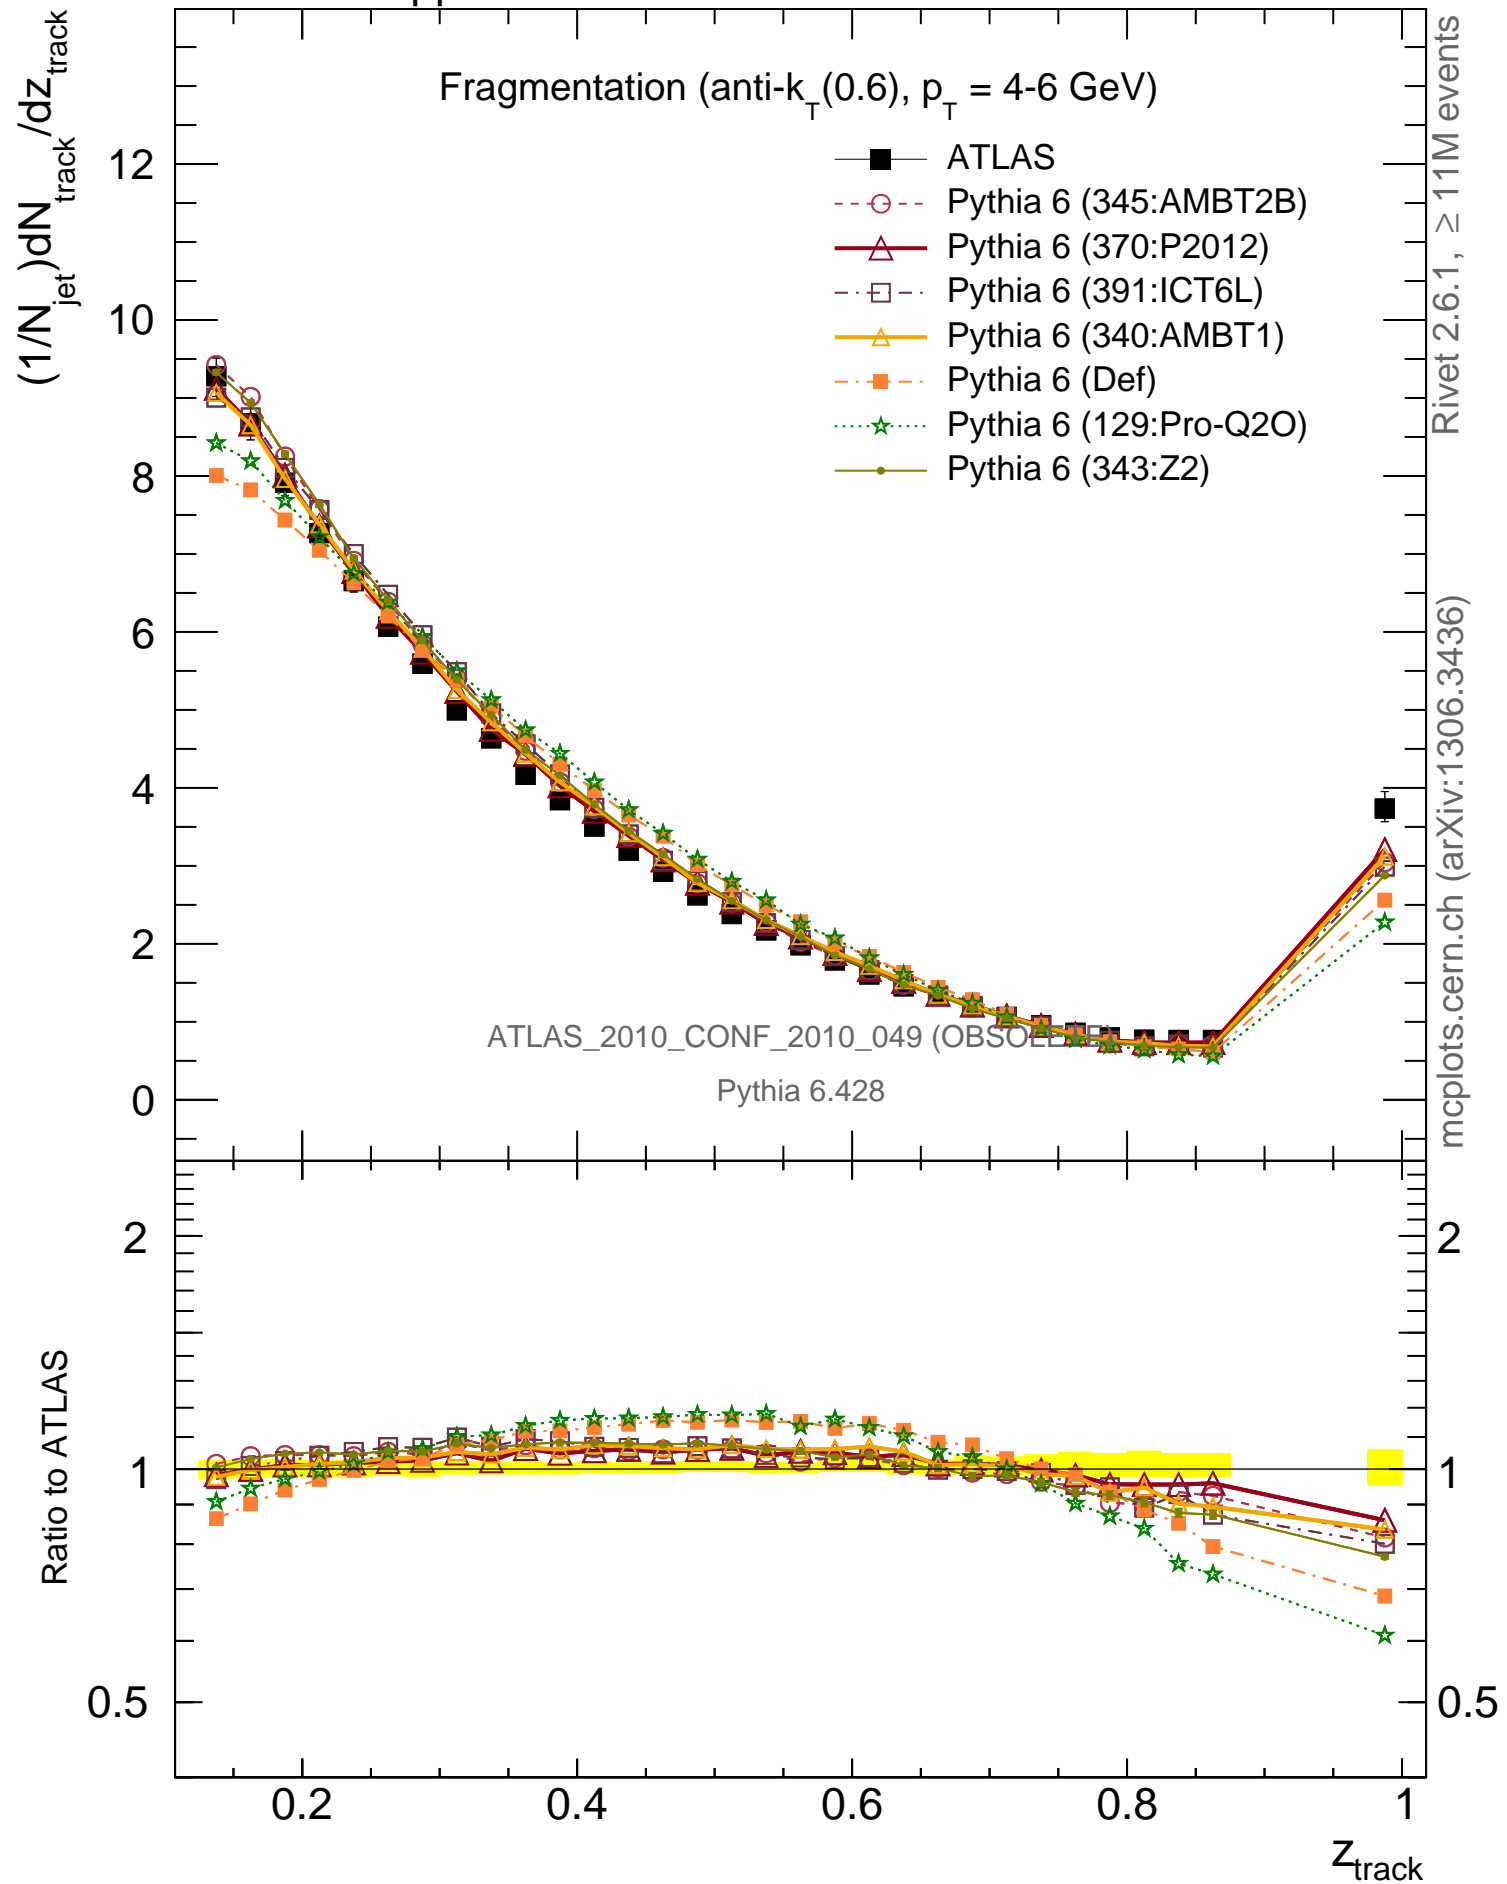 Fragmentation (anti-k_T(0.6), p_T = 4-6 GeV)
(1/N_jet)dN_track/dz_track
ATLAS
Pythia 6 (345:AMBT2B)
Pythia 6 (370:P2012)
Pythia 6 (391:ICT6L)
Pythia 6 (340:AMBT1)
Pythia 6 (Def)
Pythia 6 (129:Pro-Q2O)
Pythia 6 (343:Z2)
12
10
8
6
4
2
0
ATLAS_2010_CONF_2010_049
Pythia 6.428
Rivet 2.6.1, ≥ 11M events
mcplots.cern.ch (arXiv:1306.3436)
Ratio to ATLAS
2
1
0.5
2
1
0.5
0.2
0.4
0.6
0.8
1
z_track